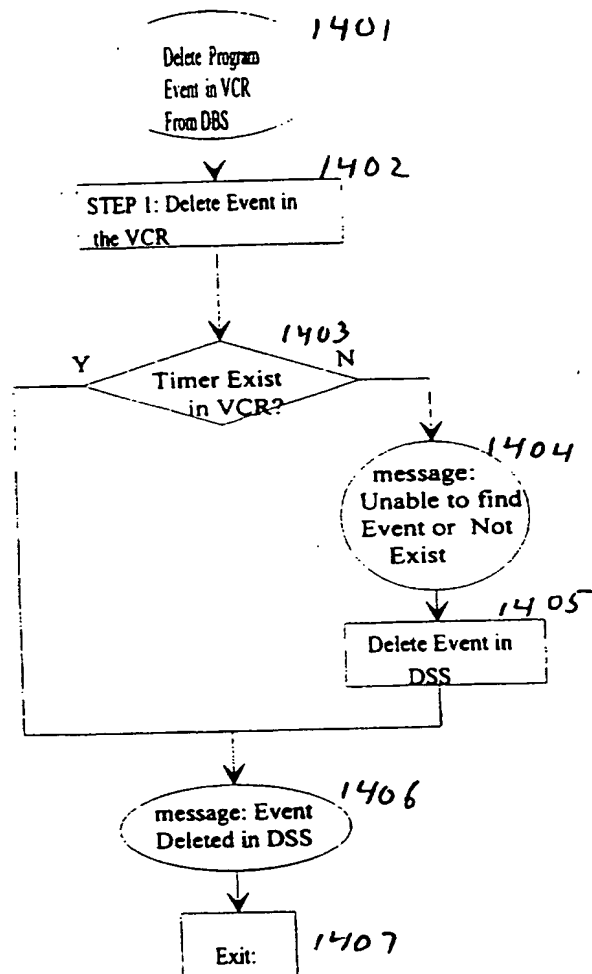 1401
Delete Program
Event in VCR
From DBS
1402
STEP 1: Delete Event in
the VCR
1403
Y
N
Timer Exist
in VCR?
1404
message:
Unable to find
Event or Not
Exist
1405
Delete Event in
DSS
1406
message: Event
Deleted in DSS
1407
Exit: